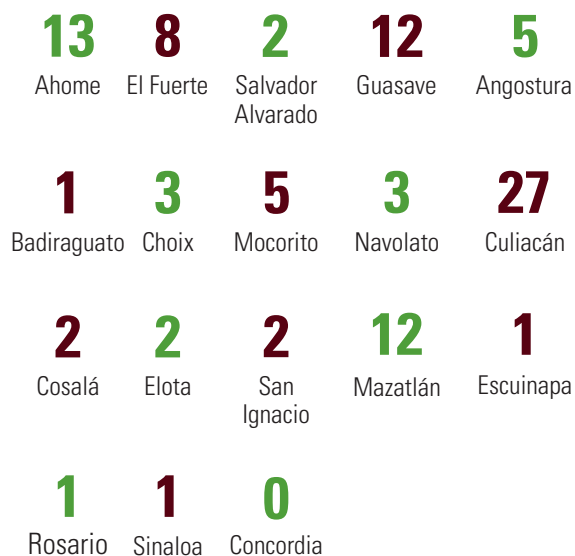 13 8 2 12 5
Ahome El Fuerte Salvador Guasave Angostura
Alvarado
1 3 5 3 27
Badiraguato Choix Mocorito Navolato Culiacán
2 2 2 12 1
Cosalá Elota San Mazatlán Escuinapa
Ignacio
1 1 0
Rosario Sinaloa Concordia